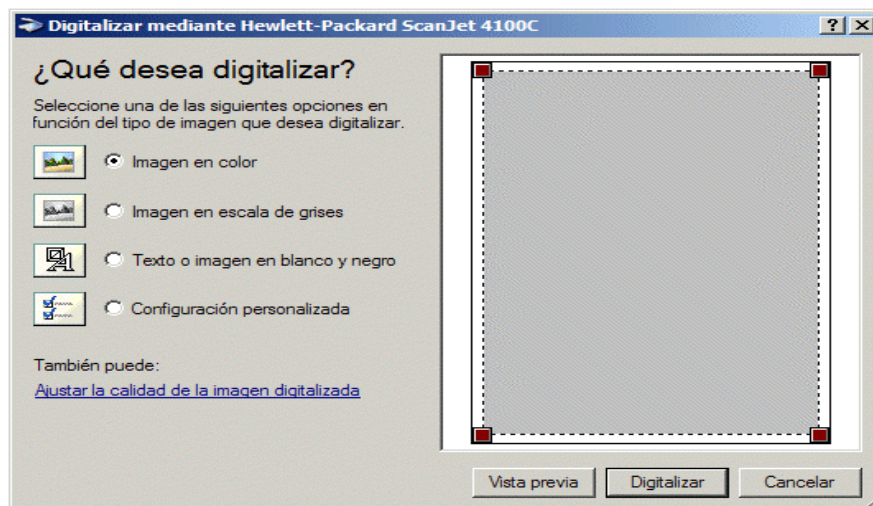 Digitalizar mediante Hewlett-Packard ScanJet 4100C
¿Qué desea digitalizar?
Seleccione una de las siguientes opciones en
función del tipo de imagen que desea digitalizar.
Imagen en color
Imagen en escala de grises
Texto o imagen en blanco y negro
Configuración personalizada
También puede:
Ajustar la calidad de la imagen digitalizada
Vista previa
Digitalizar
Cancelar